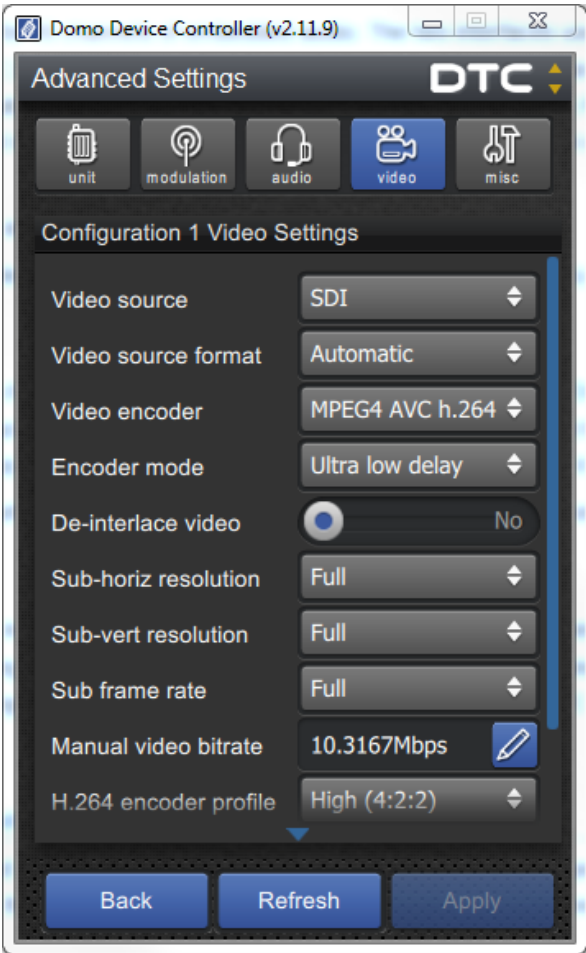 Domo Device Controller (v2.11.9)
Advanced Settings
DTC
unit
modulation
audio
video
misc
Configuration 1 Video Settings
Video source SDI
Video source format Automatic
Video encoder MPEG4 AVC h.264
Encoder mode Ultra low delay
De-interlace video No
Sub-horiz resolution Full
Sub-vert resolution Full
Sub frame rate Full
Manual video bitrate 10.3167Mbps
H.264 encoder profile High (4:2:2)
Back
Refresh
Apply